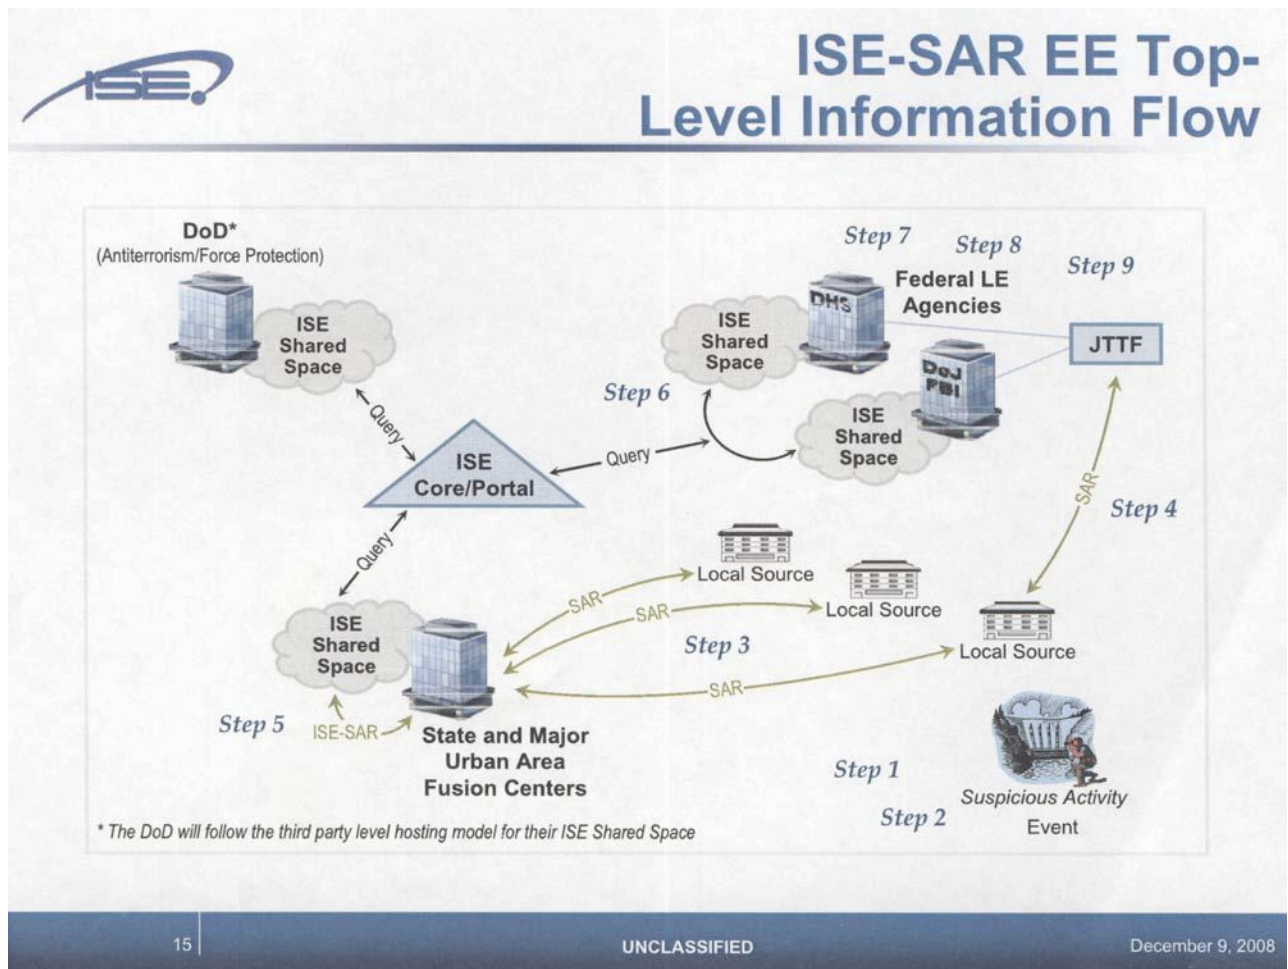 ISE
ISE-SAR EE Top-
Level Information Flow
DoD*
(Antiterrorism/Force Protection)
ISE
Shared
Space
Step 7
Step 8
Step 9
Federal LE
Agencies
DHS
ISE
Shared
Space
JTTF
DoJ
FBI
Step 6
ISE
Shared
Space
Query
ISE
Core/Portal
Query
SAR
Step 4
Query
Local Source
SAR
Local Source
SAR
Step 3
Local Source
SAR
ISE
Shared
Space
Step 5
ISE-SAR
State and Major
Urban Area
Fusion Centers
Step 1
Step 2
Suspicious Activity
Event
* The DoD will follow the third party level hosting model for their ISE Shared Space
15
UNCLASSIFIED
December 9, 2008